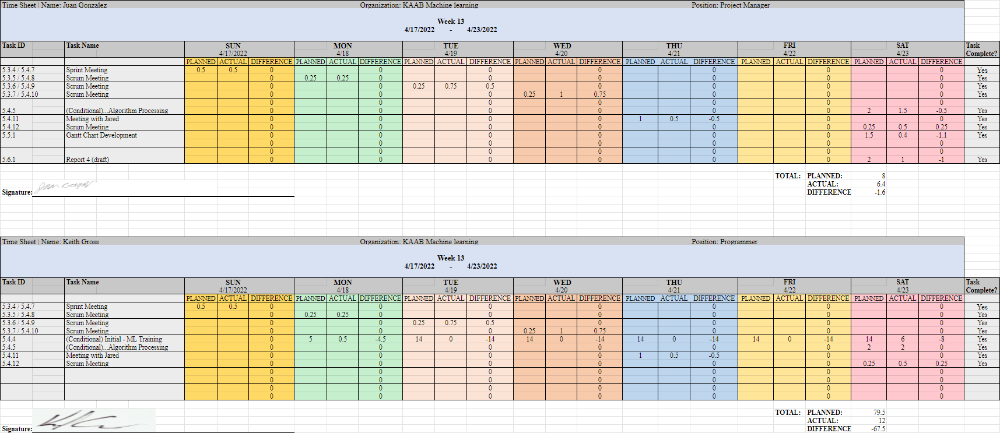 Time Sheet | Name: Juan Gonzalez Organization: KAAB Machine learning Position: Project Manager
Week 13
4/17/2022 - 4/23/2022
Task ID Task Name SUN MON TUE WED THU FRI SAT Task
4/17/2022 4/18 4/19 4/20 4/21 4/22 4/23 Complete?
PLANNED ACTUAL DIFFERENCE PLANNED ACTUAL DIFFERENCE PLANNED ACTUAL DIFFERENCE PLANNED ACTUAL DIFFERENCE PLANNED ACTUAL DIFFERENCE PLANNED ACTUAL DIFFERENCE PLANNED ACTUAL DIFFERENCE
5.3.4 / 5.4.7 Sprint Meeting 0.5 0.5 0 0 0 0 0 0 0 Yes
5.3.5 / 5.4.8 Scrum Meeting 0 0.25 0.25 0 0 0 0 0 0 Yes
5.3.6 / 5.4.9 Scrum Meeting 0 0 0.25 0.75 0.5 0 0 0 0 Yes
5.3.7 / 5.4.10 Scrum Meeting 0 0 0 0.25 1 0.75 0 0 0 Yes
0 0 0 0 0 0 0
5.4.5 (Conditional)...Algorithm Processing 0 0 0 0 0 0 2 1.5 -0.5 Yes
5.4.11 Meeting with Jared 0 0 0 0 1 0.5 -0.5 0 0 Yes
5.4.12 Scrum Meeting 0 0 0 0 0 0 0.25 0.5 0.25 Yes
5.5.1 Gantt Chart Development 0 0 0 0 0 0 1.5 0.4 -1.1 Yes
0 0 0 0 0 0 0
0 0 0 0 0 0 0
5.6.1 Report 4 (draft) 0 0 0 0 0 0 2 1 -1 Yes
TOTAL: PLANNED: 8
ACTUAL: 6.4
Signature: Juan Gonzalez DIFFERENCE -1.6
Time Sheet | Name: Keith Gross Organization: KAAB Machine learning Position: Programmer
Week 13
4/17/2022 - 4/23/2022
Task ID Task Name SUN MON TUE WED THU FRI SAT Task
4/17/2022 4/18 4/19 4/20 4/21 4/22 4/23 Complete?
PLANNED ACTUAL DIFFERENCE PLANNED ACTUAL DIFFERENCE PLANNED ACTUAL DIFFERENCE PLANNED ACTUAL DIFFERENCE PLANNED ACTUAL DIFFERENCE PLANNED ACTUAL DIFFERENCE PLANNED ACTUAL DIFFERENCE
5.3.4 / 5.4.7 Sprint Meeting 0.5 0.5 0 0 0 0 0 0 0 Yes
5.3.5 / 5.4.8 Scrum Meeting 0 0.25 0.25 0 0 0 0 0 0 Yes
5.3.6 / 5.4.9 Scrum Meeting 0 0 0.25 0.75 0.5 0 0 0 0 Yes
5.3.7 / 5.4.10 Scrum Meeting 0 0 0 0.25 1 0.75 0 0 0 Yes
5.4.4 (Conditional) Initial - ML Training 0 5 0.5 -4.5 14 0 -14 14 0 -14 14 0 -14 14 0 -14 14 6 -8 Yes
5.4.5 (Conditional)...Algorithm Processing 0 0 0 0 0 0 2 2 0 Yes
5.4.11 Meeting with Jared 0 0 0 0 1 0.5 -0.5 0 0 Yes
5.4.12 Scrum Meeting 0 0 0 0 0 0 0.25 0.5 0.25 Yes
0 0 0 0 0 0 0
0 0 0 0 0 0 0
0 0 0 0 0 0 0
0 0 0 0 0 0 0
TOTAL: PLANNED: 79.5
ACTUAL: 12
Signature: DIFFERENCE -67.5